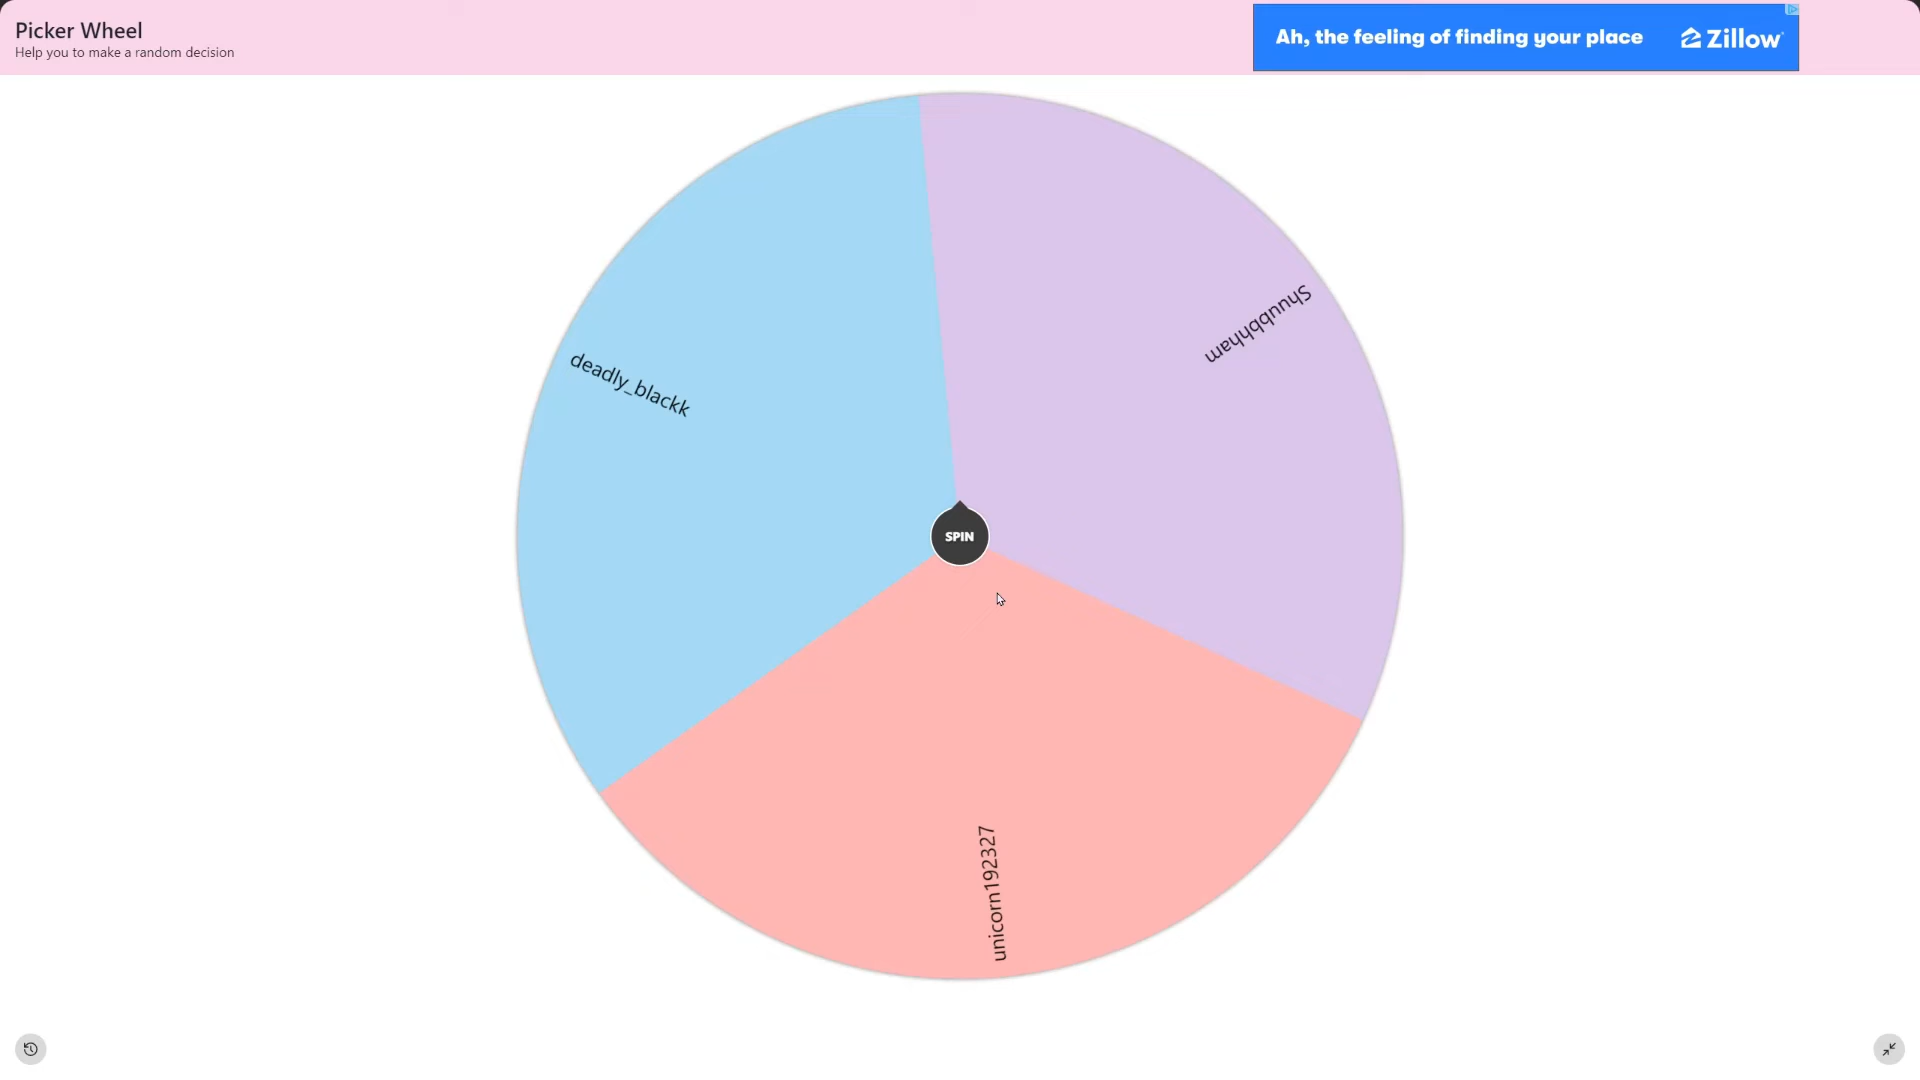 Picker Wheel
Help you to make a random decision
Ah, the feeling of finding your place
Zillow
Shuubbhham
deadly_blackk
SPIN
unicorn192327